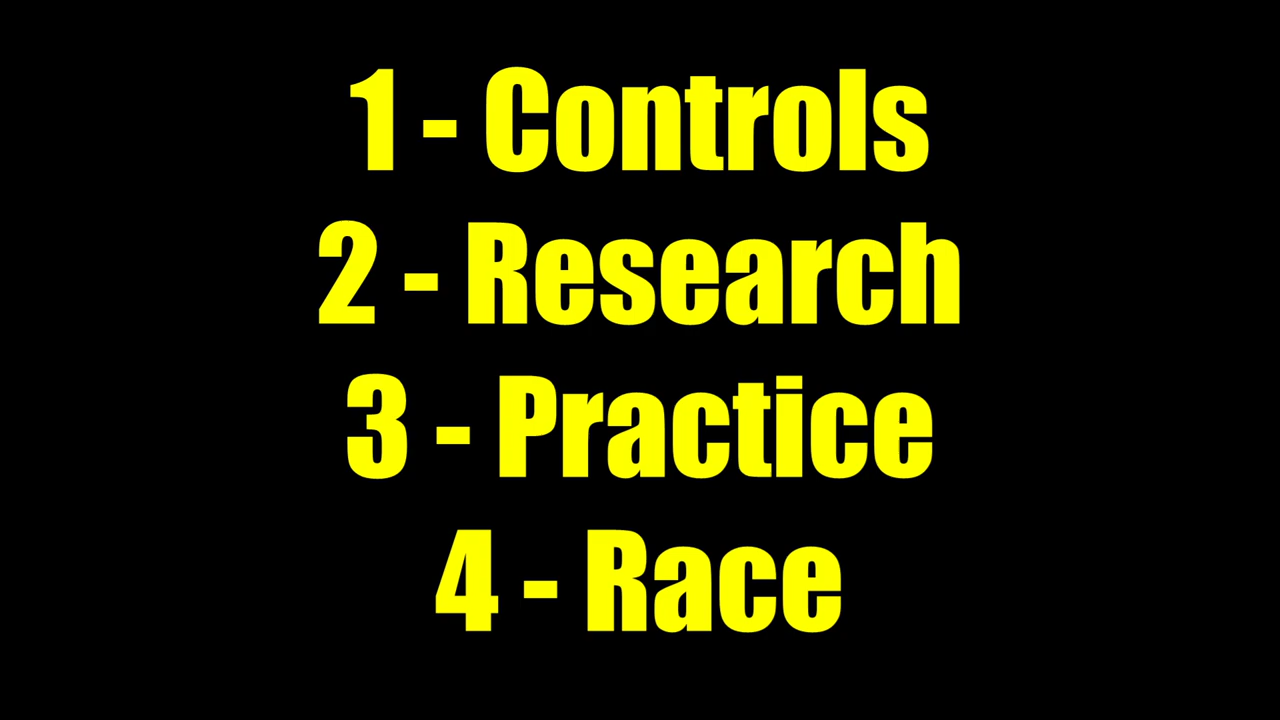 1 - Controls
2 - Research
3 - Practice
4 - Race